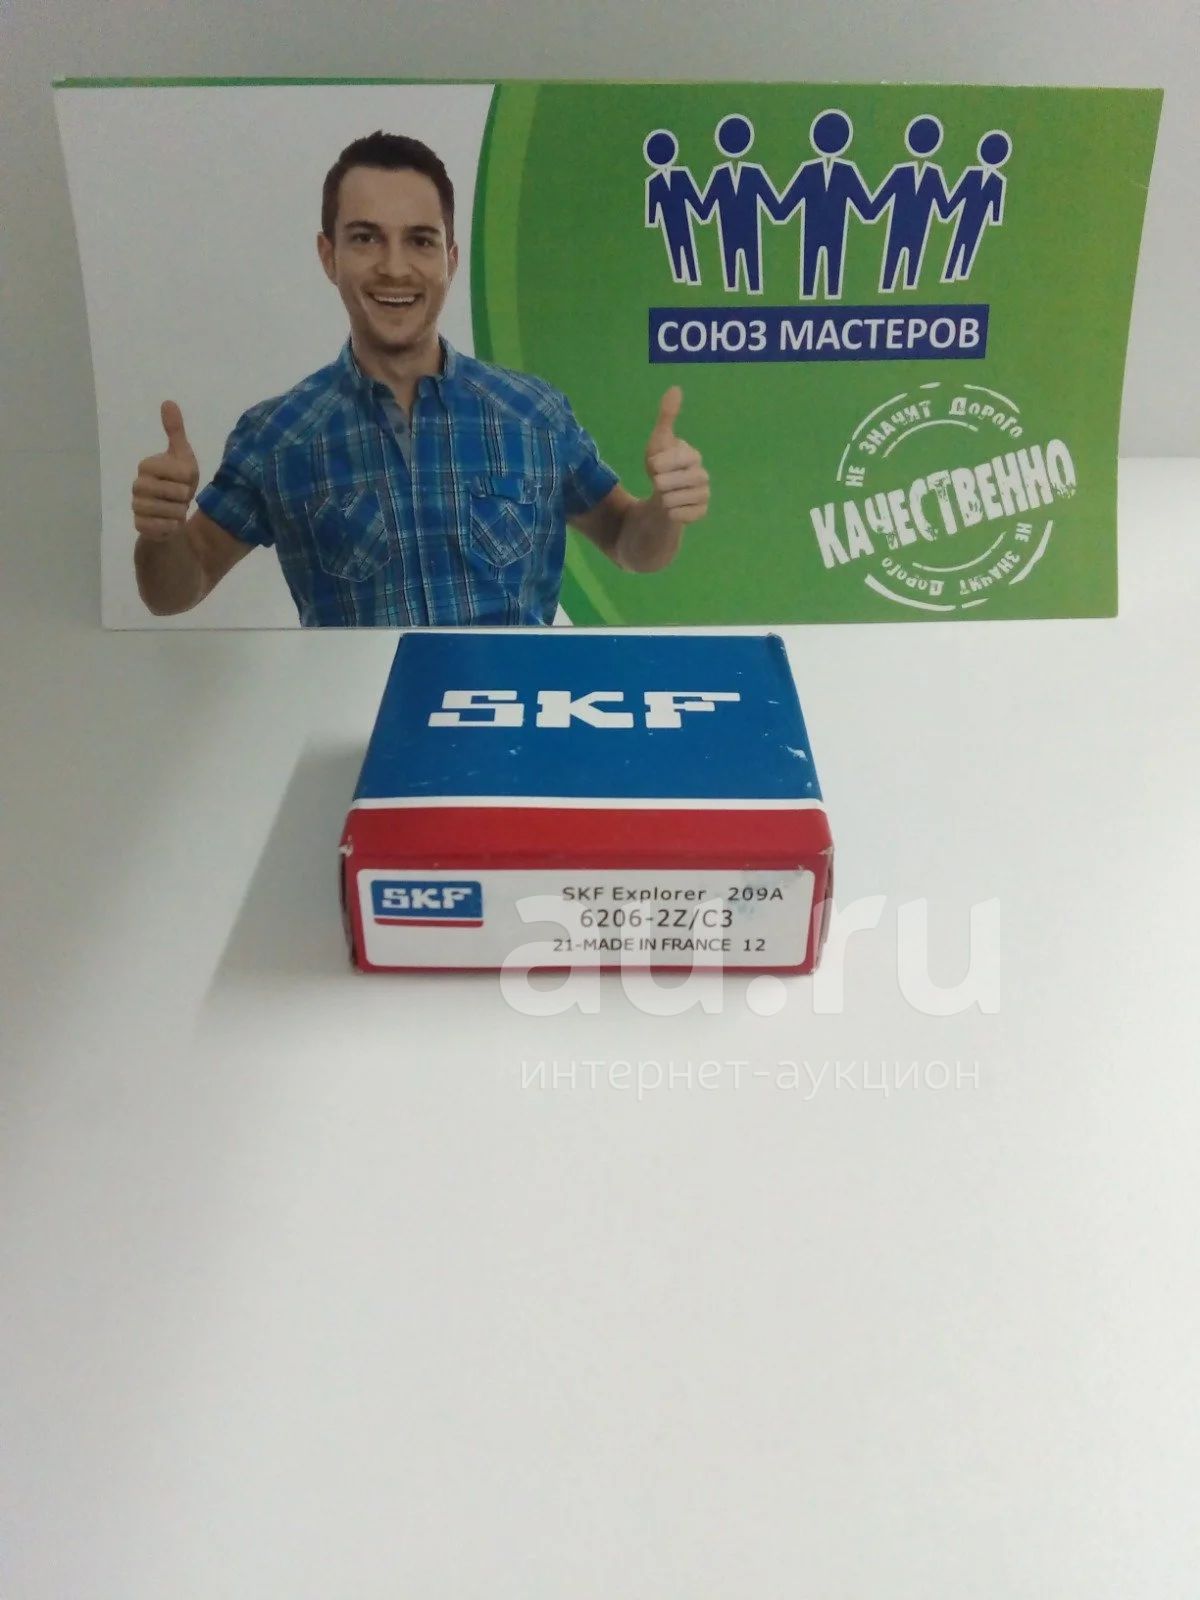 СОЮЗ МАСТЕРОВ
НЕ ЗНАЧИТ ДОРОГО
КАЧЕСТВЕННО
НЕ ЗНАЧИТ ДОРОГО
SKF
SKF
SKF Explorer 209A
6206-2Z/C3
21-MADE IN FRANCE 12
au.ru
интернет-аукцион